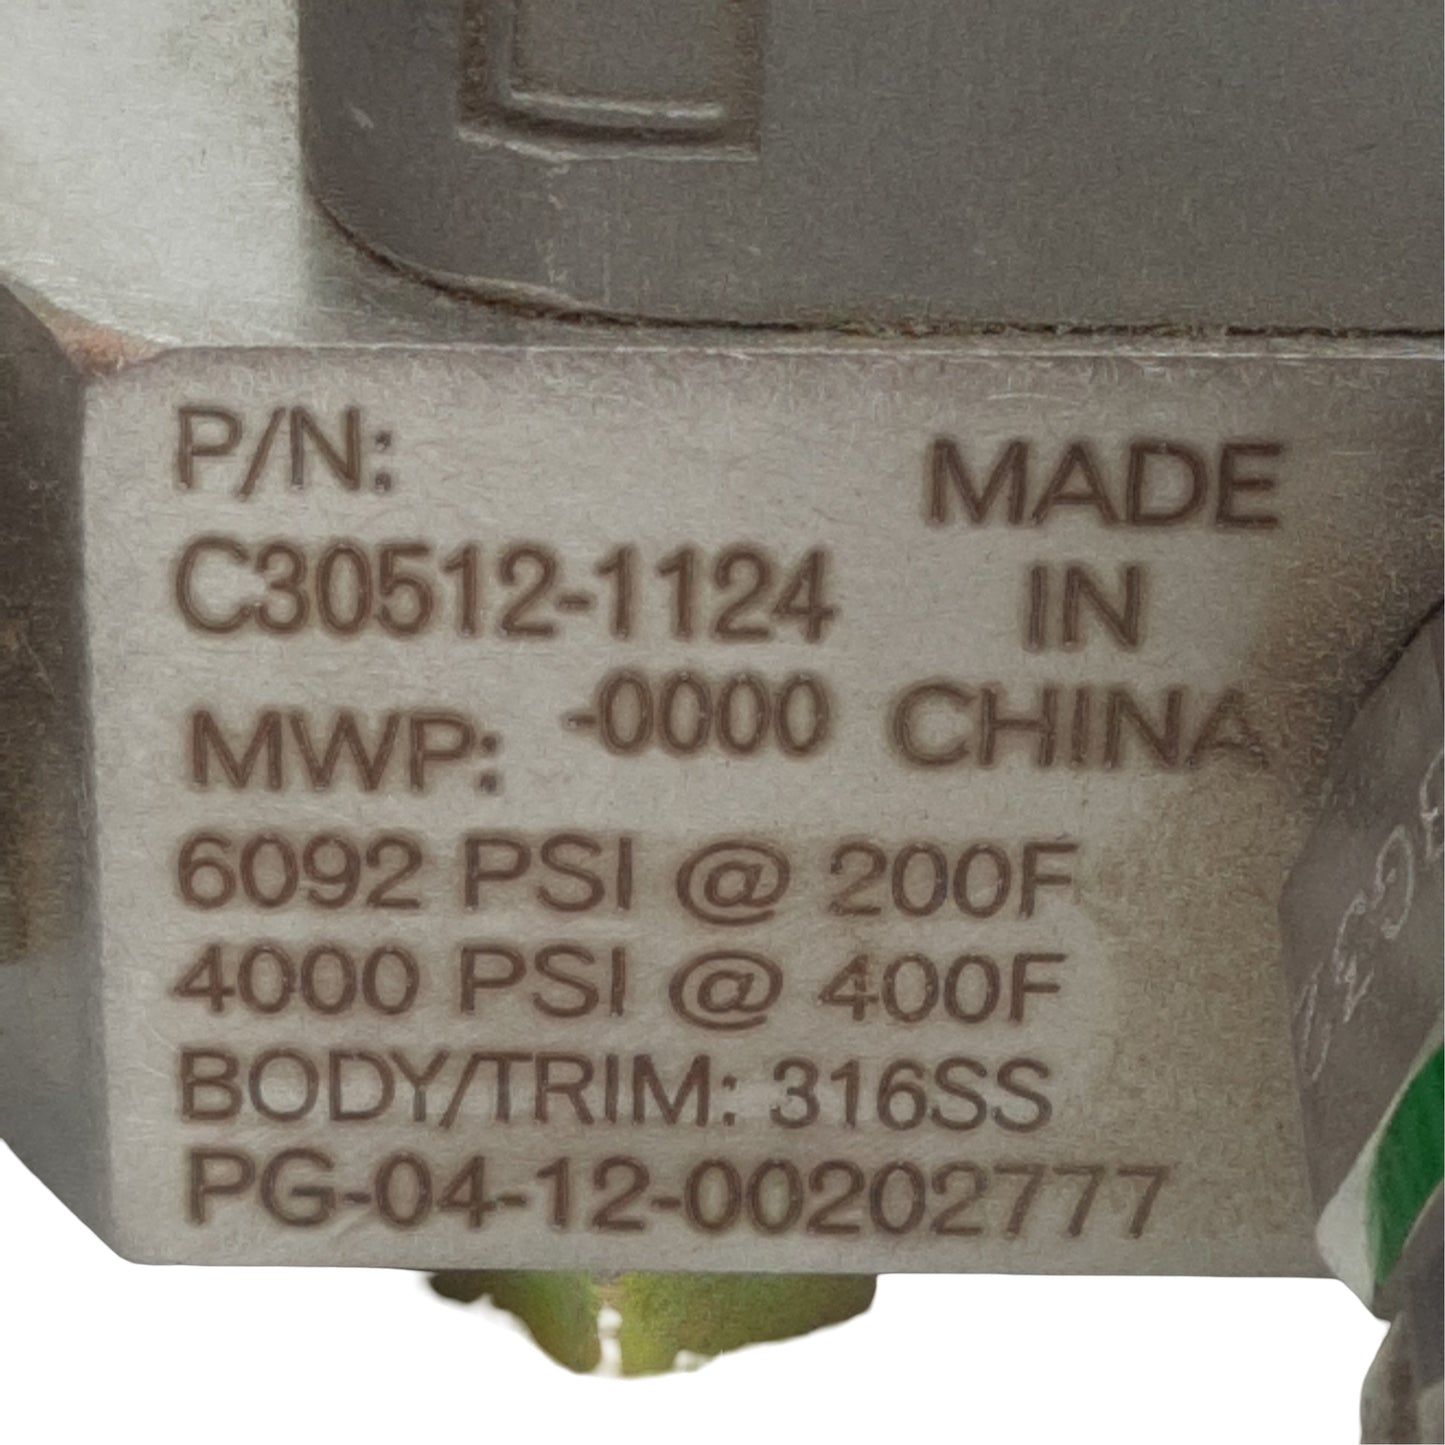 P/N:
C30512-1124
-0000
MADE
IN
CHINA
MWP:
6092 PSI @ 200F
4000 PSI @ 400F
BODY/TRIM: 316SS
PG-04-12-00202777